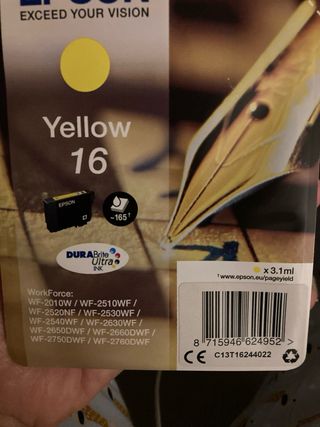 EPSON
EXCEED YOUR VISION
Yellow
16
EPSON
~165†
DURABrite
Ultra
INK
x 3.1ml
† www.epson.eu/pageyield
WorkForce:
WF-2010W / WF-2510WF /
WF-2520NF / WF-2530WF /
WF-2540WF / WF-2630WF /
WF-2650DWF / WF-2660DWF /
WF-2750DWF / WF-2760DWF
8 715946 624952 >
CE C13T16244022